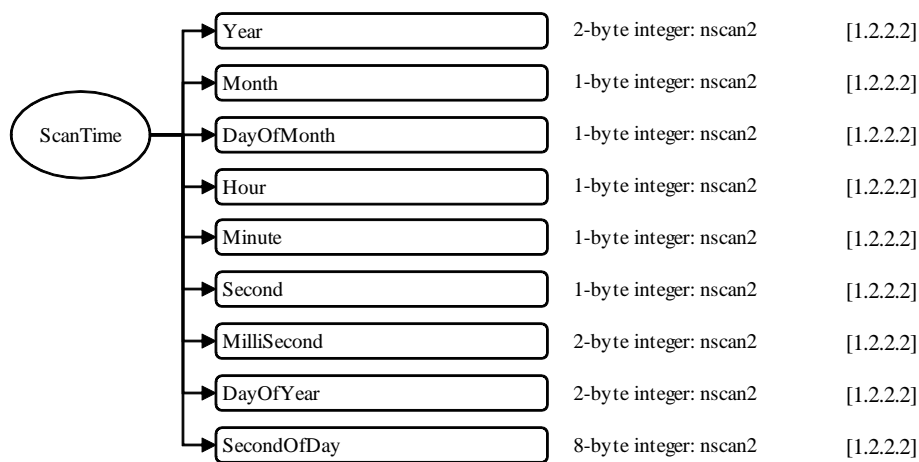 Year 2-byte integer: nscan2 [1.2.2.2]
Month 1-byte integer: nscan2 [1.2.2.2]
ScanTime
DayOfMonth 1-byte integer: nscan2 [1.2.2.2]
Hour 1-byte integer: nscan2 [1.2.2.2]
Minute 1-byte integer: nscan2 [1.2.2.2]
Second 1-byte integer: nscan2 [1.2.2.2]
MilliSecond 2-byte integer: nscan2 [1.2.2.2]
DayOfYear 2-byte integer: nscan2 [1.2.2.2]
SecondOfDay 8-byte integer: nscan2 [1.2.2.2]